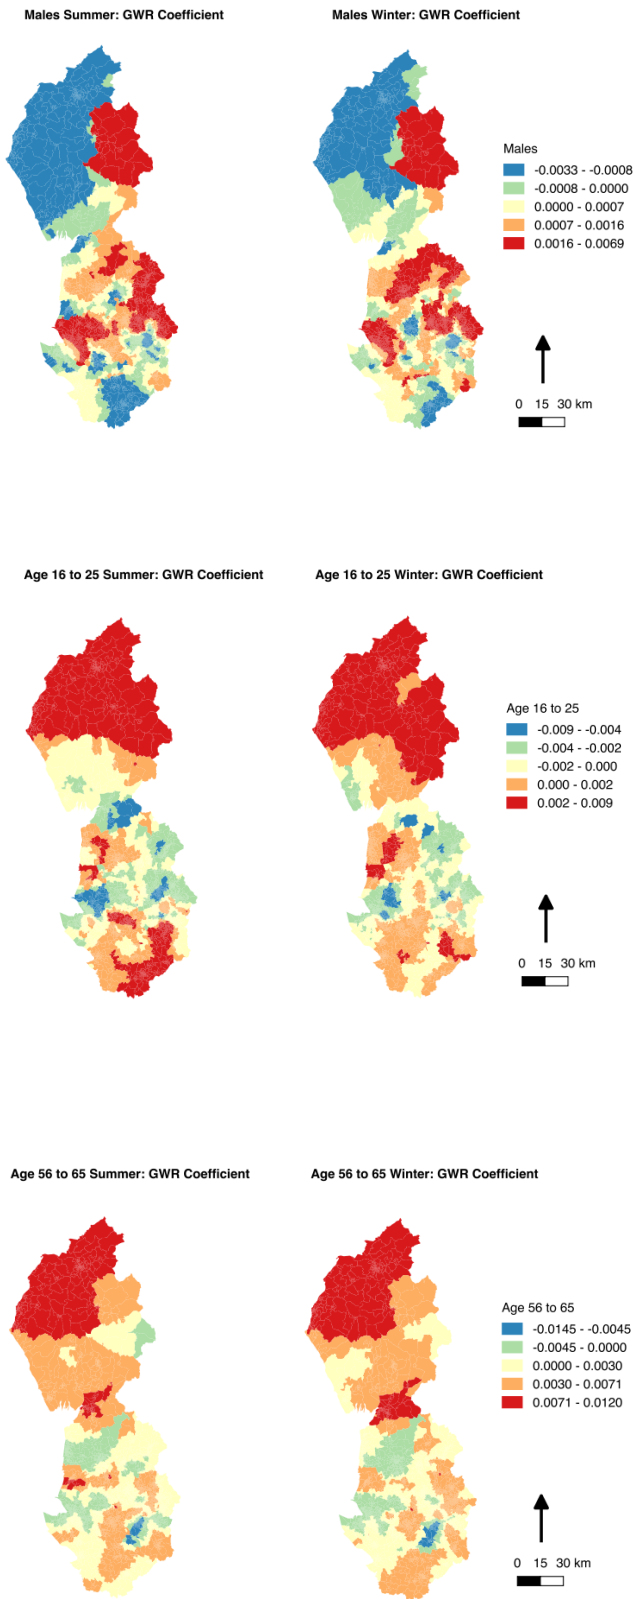 Males Summer: GWR Coefficient
Males Winter: GWR Coefficient
Males
-0.0033 - -0.0008
-0.0008 - 0.0000
0.0000 - 0.0007
0.0007 - 0.0016
0.0016 - 0.0069
0 15 30 km
Age 16 to 25 Summer: GWR Coefficient
Age 16 to 25 Winter: GWR Coefficient
Age 16 to 25
-0.009 - -0.004
-0.004 - -0.002
-0.002 - 0.000
0.000 - 0.002
0.002 - 0.009
0 15 30 km
Age 56 to 65 Summer: GWR Coefficient
Age 56 to 65 Winter: GWR Coefficient
Age 56 to 65
-0.0145 - -0.0045
-0.0045 - 0.0000
0.0000 - 0.0030
0.0030 - 0.0071
0.0071 - 0.0120
0 15 30 km